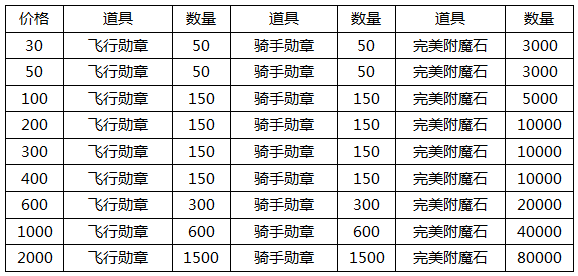 价格 道具 数量 道具 数量 道具 数量
30 飞行勋章 50 骑手勋章 50 完美附魔石 3000
50 飞行勋章 50 骑手勋章 50 完美附魔石 3000
100 飞行勋章 150 骑手勋章 150 完美附魔石 5000
200 飞行勋章 150 骑手勋章 150 完美附魔石 10000
300 飞行勋章 150 骑手勋章 150 完美附魔石 10000
400 飞行勋章 150 骑手勋章 150 完美附魔石 10000
600 飞行勋章 300 骑手勋章 300 完美附魔石 20000
1000 飞行勋章 600 骑手勋章 600 完美附魔石 40000
2000 飞行勋章 1500 骑手勋章 1500 完美附魔石 80000